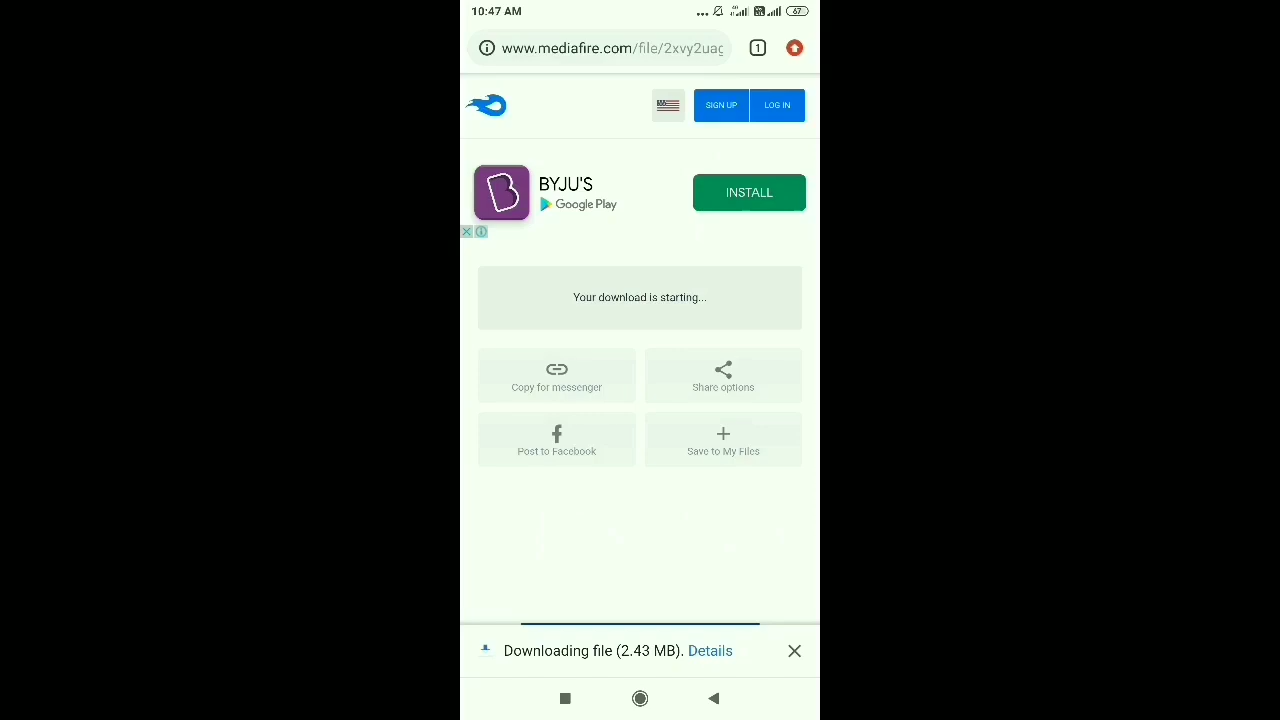 10:47 AM
67
www.mediafire.com/file/2xvy2uag
1
SIGN UP
LOG IN
BYJU'S
Google Play
INSTALL
Your download is starting...
Copy for messenger
Share options
Post to Facebook
Save to My Files
Downloading file (2.43 MB). Details